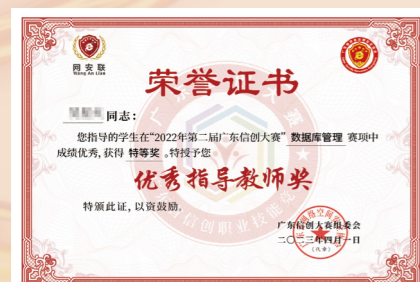 网安联
Wang An Lian
荣誉证书
同志：
您指导的学生在“2022年第二届广东信创大赛” 数据库管理 赛项中
成绩优秀，获得 特等奖 。特授予您
优秀指导教师奖
特颁此证，以资鼓励。
广东信创大赛组委会
二〇二三年四月一日
（代章）